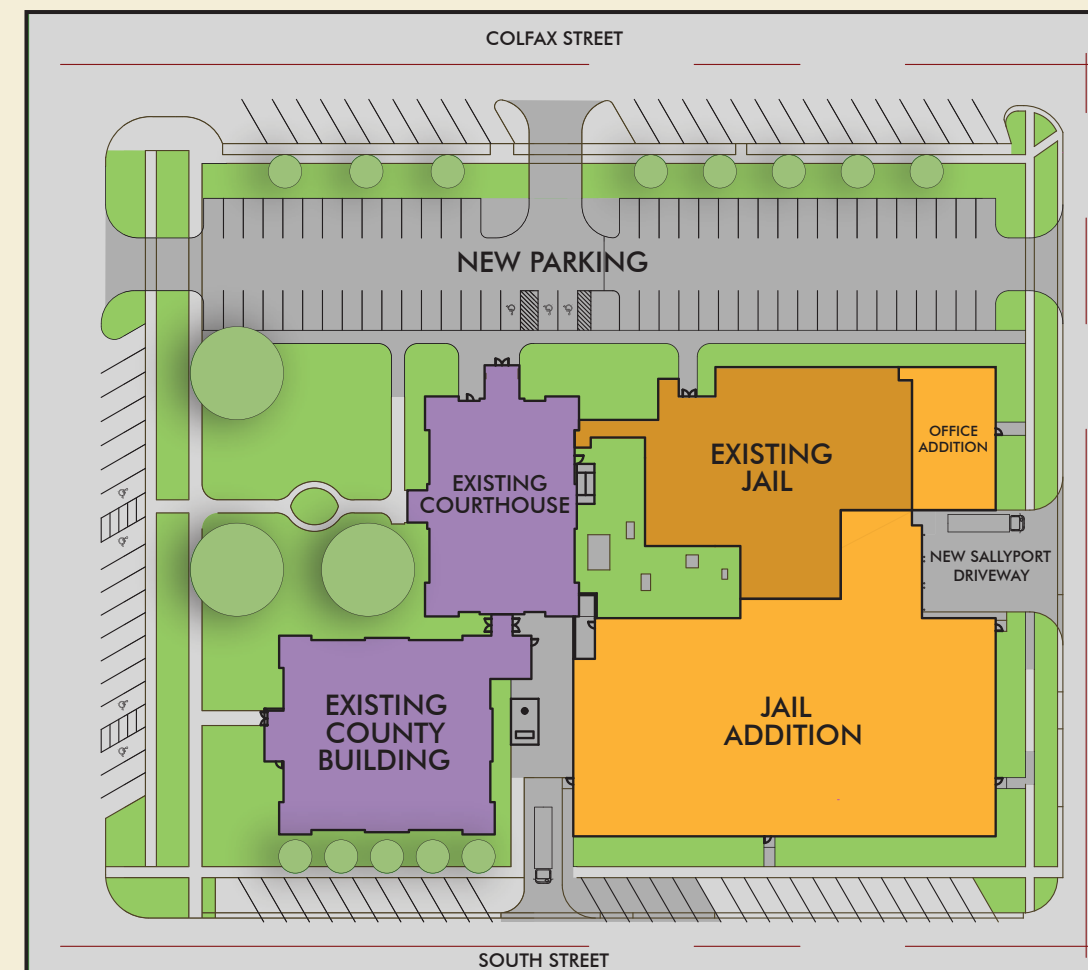 COLFAX STREET
NEW PARKING
EXISTING
COURTHOUSE
EXISTING
JAIL
OFFICE
ADDITION
NEW SALLYPORT
DRIVEWAY
EXISTING
COUNTY
BUILDING
JAIL
ADDITION
SOUTH STREET